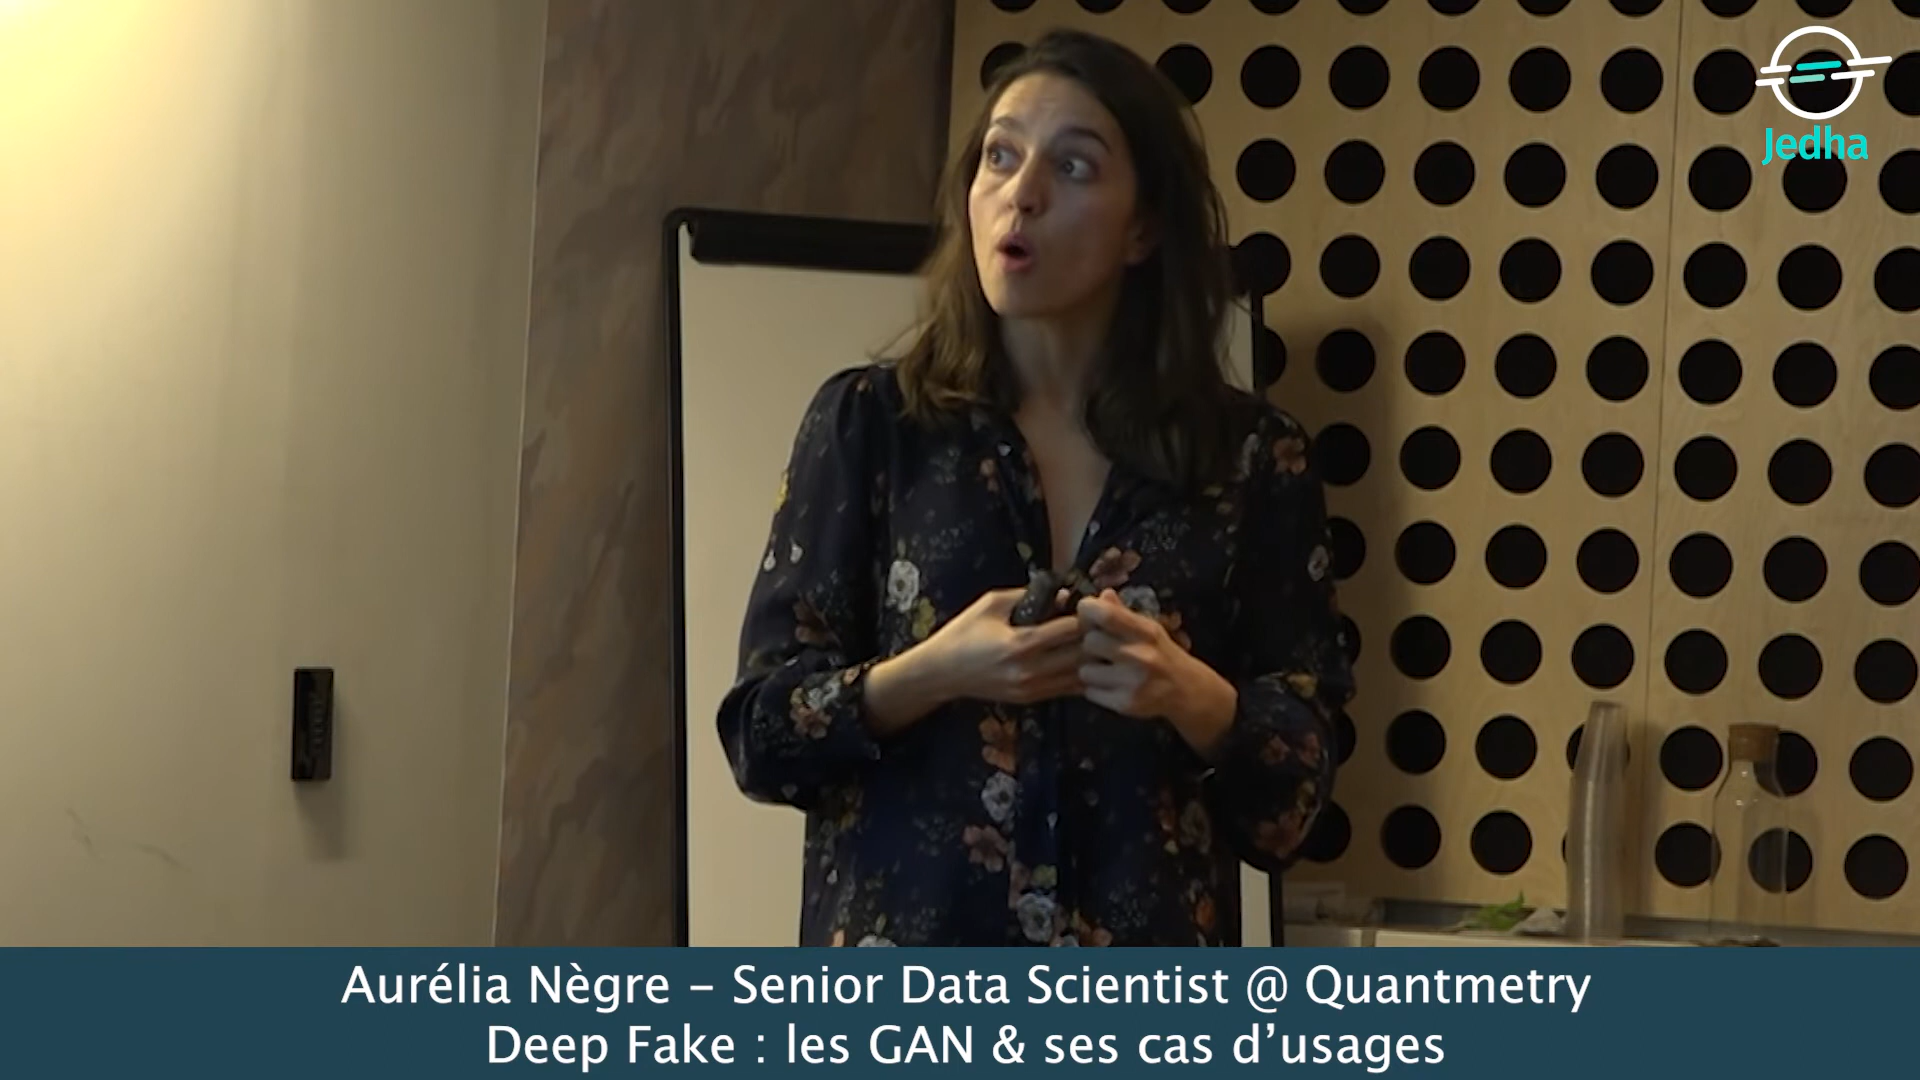 Jedha
Aurélia Nègre – Senior Data Scientist @ Quantmetry
Deep Fake : les GAN & ses cas d’usages